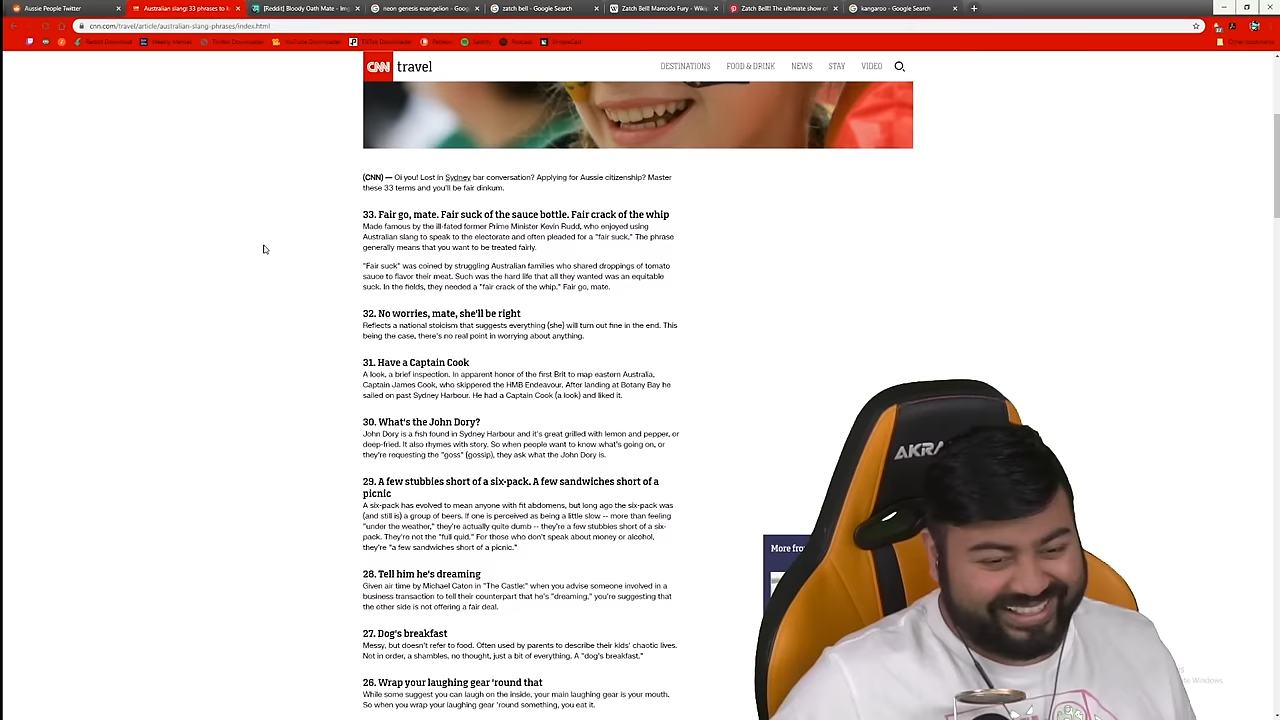 Aussie People Twitter
Australian slang: 33 phrases to
[Reddit] Bloody Oath Mate - Im
neon genesis evangelion - Goog
zatch bell - Google Search
Zatch Bell! Mamodo Fury - Wikip
Zatch Bell!: The ultimate show of
kangaroo - Google Search
cnn.com/travel/article/australian-slang-phrases/index.html
Reddit Download
Weekly Memes
Twitter Downloader
YouTube Downloader
TikTok Downloader
Patreon
Spotify
Podcast
Other bookmarks
CNN travel
DESTINATIONS
FOOD & DRINK
NEWS
STAY
VIDEO
(CNN) — Oi you! Lost in Sydney bar conversation? Applying for Aussie citizenship? Master
these 33 terms and you'll be fair dinkum.
33. Fair go, mate. Fair suck of the sauce bottle. Fair crack of the whip
Made famous by the ill-fated former Prime Minister Kevin Rudd, who enjoyed using
Australian slang to speak to the electorate and often pleaded for a "fair suck." The phrase
generally means that you want to be treated fairly.
"Fair suck" was coined by struggling Australian families who shared droppings of tomato
sauce to flavor their meat. Such was the hard life that all they wanted was an equitable
suck. In the fields, they needed a "fair crack of the whip." Fair go, mate.
32. No worries, mate, she'll be right
Reflects a national stoicism that suggests everything (she) will turn out fine in the end. This
being the case, there's no real point in worrying about anything.
31. Have a Captain Cook
A look, a brief inspection. In apparent honor of the first Brit to map eastern Australia,
Captain James Cook, who skippered the HMB Endeavour. After landing at Botany Bay he
sailed on past Sydney Harbour. He had a Captain Cook (a look) and liked it.
30. What's the John Dory?
John Dory is a fish found in Sydney Harbour and it's great grilled with lemon and pepper, or
deep-fried. It also rhymes with story. So when people want to know what's going on, or
they're requesting the "goss" (gossip), they ask what the John Dory is.
29. A few stubbies short of a six-pack. A few sandwiches short of a
picnic
A six-pack has evolved to mean anyone with fit abdomens, but long ago the six-pack was
(and still is) a group of beers. If one is perceived as being a little slow -- more than feeling
"under the weather," they're actually quite dumb -- they're a few stubbies short of a six-
pack. They're not the "full quid." For those who don't speak about money or alcohol,
they're "a few sandwiches short of a picnic."
28. Tell him he's dreaming
Given air time by Michael Caton in "The Castle:" when you advise someone involved in a
business transaction to tell their counterpart that he's "dreaming," you're suggesting that
the other side is not offering a fair deal.
27. Dog's breakfast
Messy, but doesn't refer to food. Often used by parents to describe their kids' chaotic lives.
Not in order, a shambles, no thought, just a bit of everything. A "dog's breakfast."
26. Wrap your laughing gear 'round that
While some suggest you can laugh on the inside, your main laughing gear is your mouth.
So when you wrap your laughing gear 'round something, you eat it.
More fro
AKRA
Windows.